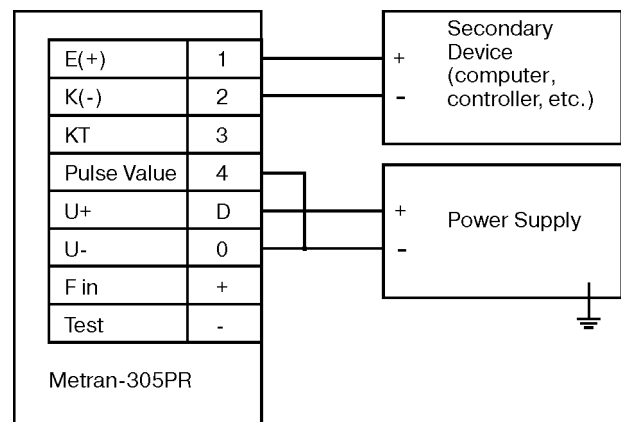 E(+) 1
K(-) 2
KT 3
Pulse Value 4
U+ D
U- 0
F in +
Test -
Metran-305PR
Secondary
Device
+ (computer,
- controller, etc.)
+ Power Supply
-